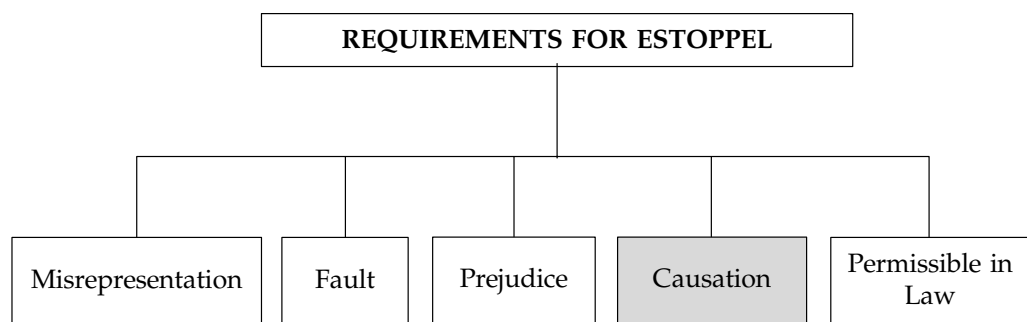 REQUIREMENTS FOR ESTOPPEL
Misrepresentation
Fault
Prejudice
Causation
Permissible in
Law